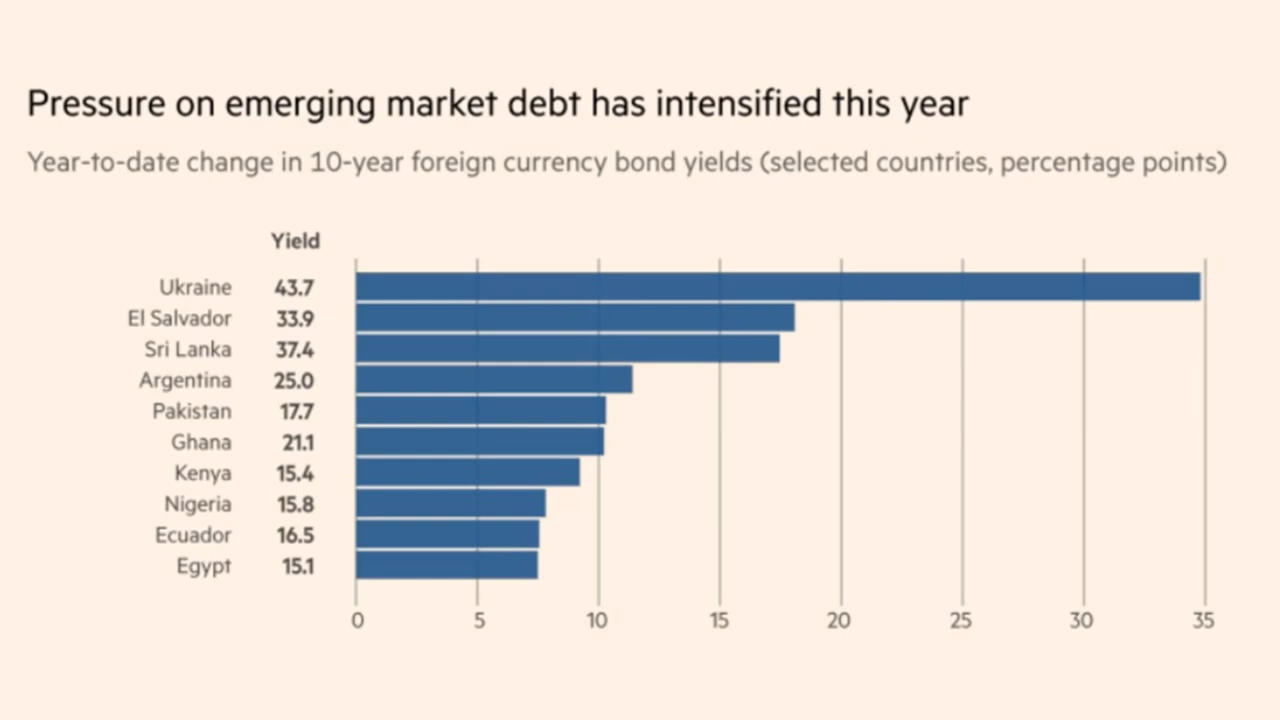 Pressure on emerging market debt has intensified this year
Year-to-date change in 10-year foreign currency bond yields (selected countries, percentage points)
Yield
Ukraine 43.7
El Salvador 33.9
Sri Lanka 37.4
Argentina 25.0
Pakistan 17.7
Ghana 21.1
Kenya 15.4
Nigeria 15.8
Ecuador 16.5
Egypt 15.1
0 5 10 15 20 25 30 35